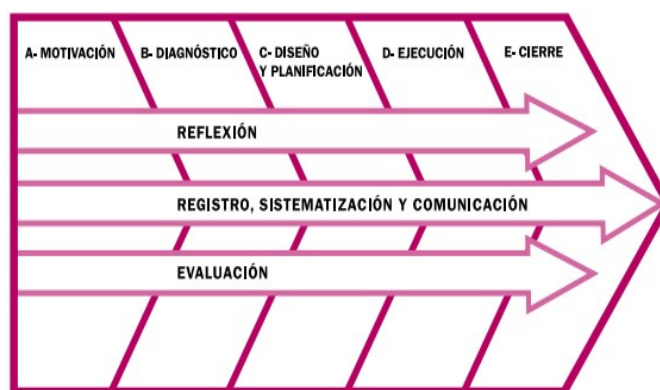 A- MOTIVACIÓN
B- DIAGNÓSTICO
C- DISEÑO
Y PLANIFICACIÓN
D- EJECUCIÓN
E- CIERRE
REFLEXIÓN
REGISTRO, SISTEMATIZACIÓN Y COMUNICACIÓN
EVALUACIÓN